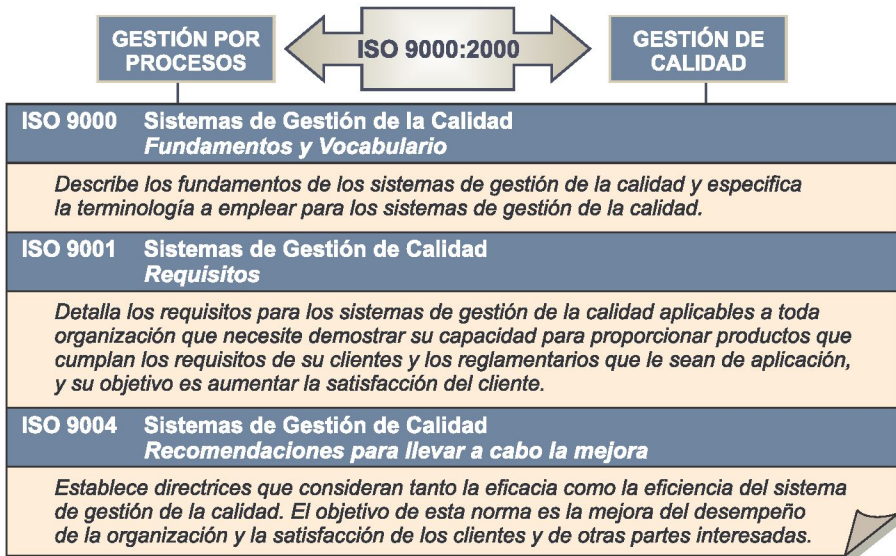 GESTIÓN POR
PROCESOS
ISO 9000:2000
GESTIÓN DE
CALIDAD
ISO 9000 Sistemas de Gestión de la Calidad
Fundamentos y Vocabulario
Describe los fundamentos de los sistemas de gestión de la calidad y especifica
la terminología a emplear para los sistemas de gestión de la calidad.
ISO 9001 Sistemas de Gestión de Calidad
Requisitos
Detalla los requisitos para los sistemas de gestión de la calidad aplicables a toda
organización que necesite demostrar su capacidad para proporcionar productos que
cumplan los requisitos de su clientes y los reglamentarios que le sean de aplicación,
y su objetivo es aumentar la satisfacción del cliente.
ISO 9004 Sistemas de Gestión de Calidad
Recomendaciones para llevar a cabo la mejora
Establece directrices que consideran tanto la eficacia como la eficiencia del sistema
de gestión de la calidad. El objetivo de esta norma es la mejora del desempeño
de la organización y la satisfacción de los clientes y de otras partes interesadas.